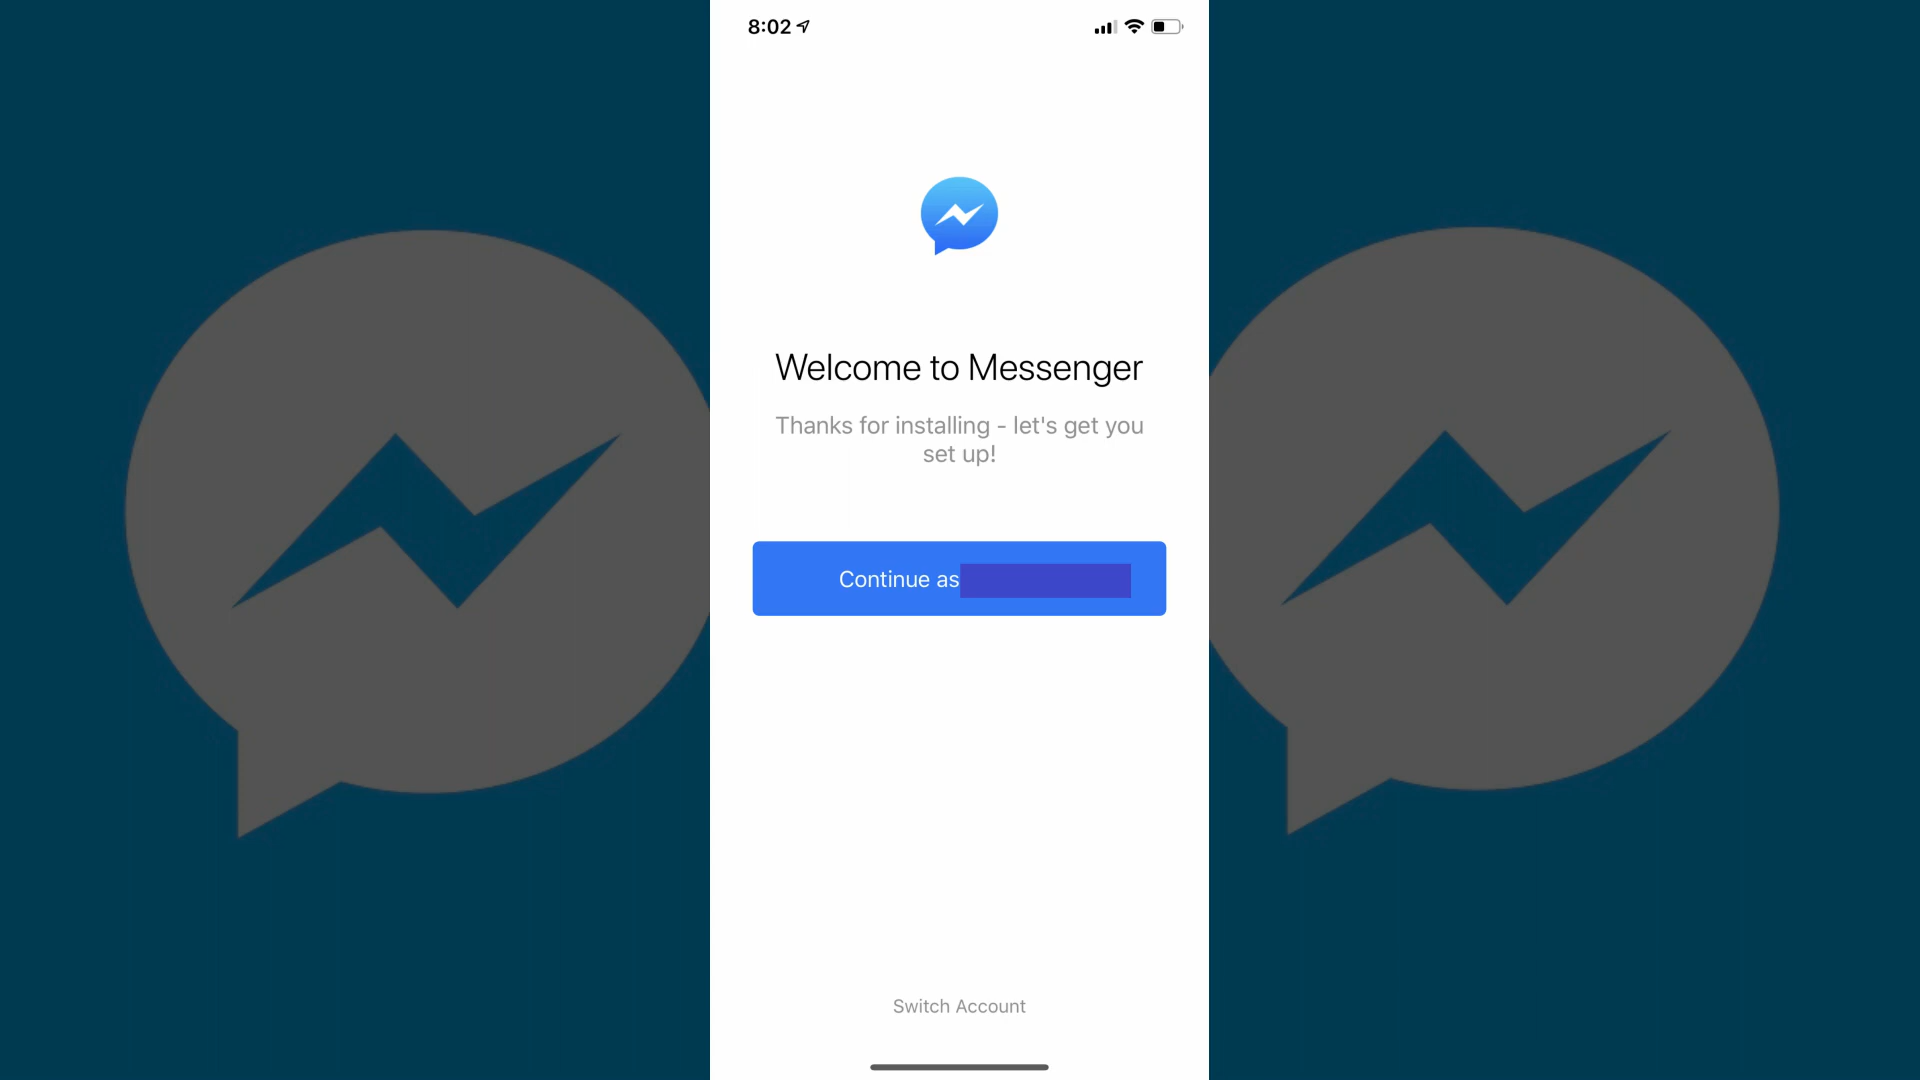 8:02
Welcome to Messenger
Thanks for installing - let's get you
set up!
Continue as
Switch Account